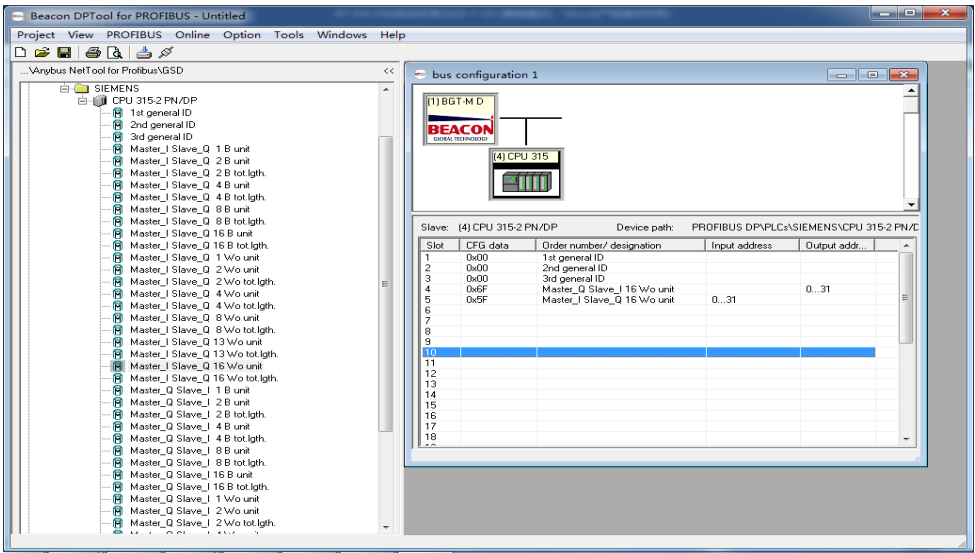 Beacon DPTool for PROFIBUS - Untitled
Project View PROFIBUS Online Option Tools Windows Help
...\Anybus NetTool for Profibus\GSD <<
SIEMENS
CPU 315-2 PN/DP
1st general ID
2nd general ID
3rd general ID
Master_I Slave_Q 1 B unit
Master_I Slave_Q 2 B unit
Master_I Slave_Q 2 B tot.lgth.
Master_I Slave_Q 4 B unit
Master_I Slave_Q 4 B tot.lgth.
Master_I Slave_Q 8 B unit
Master_I Slave_Q 8 B tot.lgth.
Master_I Slave_Q 16 B unit
Master_I Slave_Q 16 B tot.lgth.
Master_I Slave_Q 1 Wo unit
Master_I Slave_Q 2 Wo unit
Master_I Slave_Q 2 Wo tot.lgth.
Master_I Slave_Q 4 Wo unit
Master_I Slave_Q 4 Wo tot.lgth.
Master_I Slave_Q 8 Wo unit
Master_I Slave_Q 8 Wo tot.lgth.
Master_I Slave_Q 13 Wo unit
Master_I Slave_Q 13 Wo tot.lgth.
Master_I Slave_Q 16 Wo unit
Master_I Slave_Q 16 Wo tot.lgth.
Master_Q Slave_I 1 B unit
Master_Q Slave_I 2 B unit
Master_Q Slave_I 2 B tot.lgth.
Master_Q Slave_I 4 B unit
Master_Q Slave_I 4 B tot.lgth.
Master_Q Slave_I 8 B unit
Master_Q Slave_I 8 B tot.lgth.
Master_Q Slave_I 16 B unit
Master_Q Slave_I 16 B tot.lgth.
Master_Q Slave_I 1 Wo unit
Master_Q Slave_I 2 Wo unit
Master_Q Slave_I 2 Wo tot.lgth.
bus configuration 1
(1) BGT-M D
BEACON
GLOBAL TECHNOLOGY
(4) CPU 315
Slave: (4) CPU 315-2 PN/DP Device path: PROFIBUS DP\PLCs\SIEMENS\CPU 315-2 PN/D
Slot CFG data Order number/ designation Input address Output addr...
1 0x00 1st general ID
2 0x00 2nd general ID
3 0x00 3rd general ID
4 0x6F Master_Q Slave_I 16 Wo unit 0...31
5 0x5F Master_I Slave_Q 16 Wo unit 0...31
6
7
8
9
10
11
12
13
14
15
16
17
18